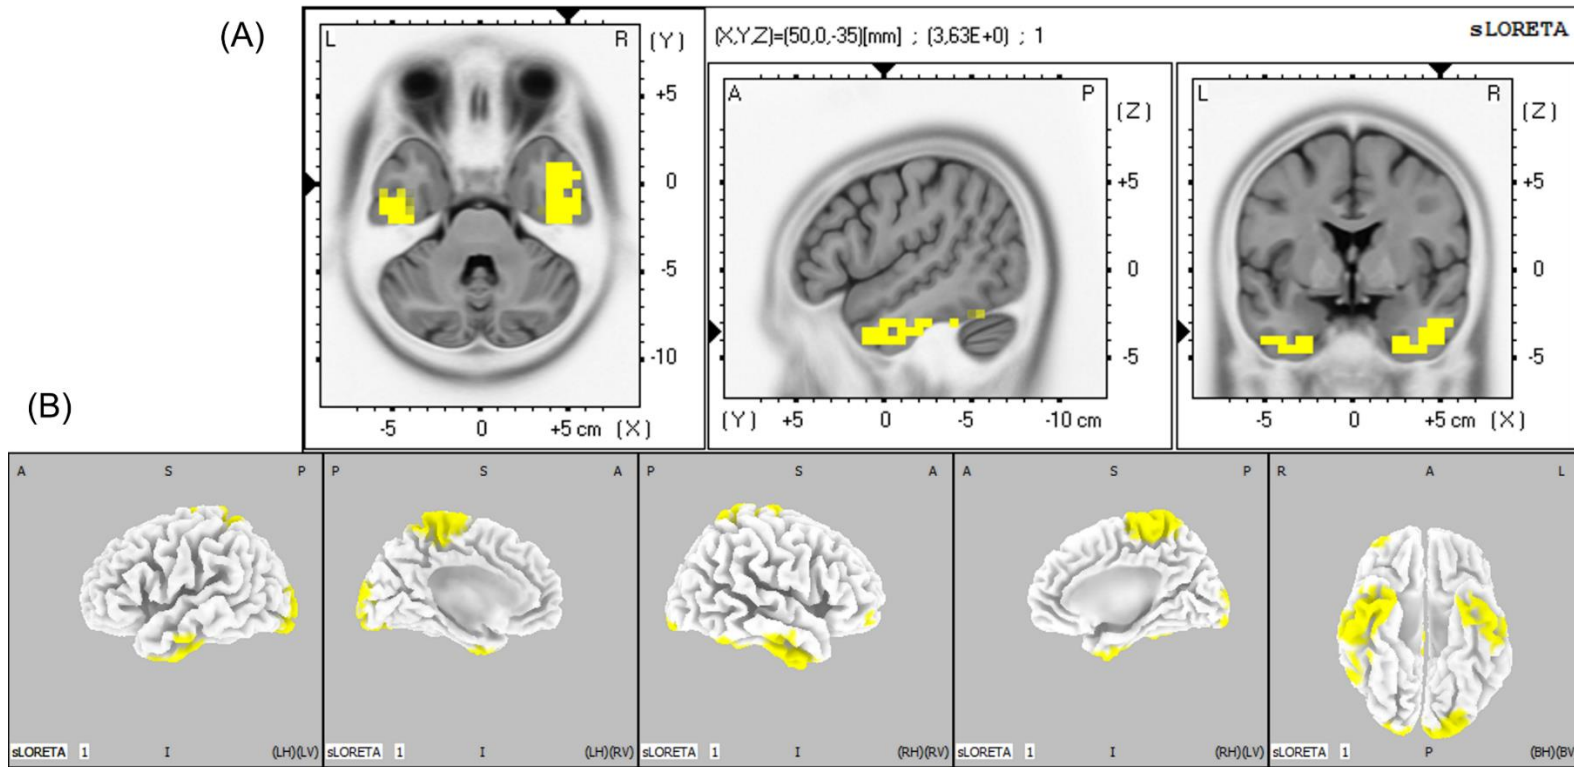 (A)
L R (Y)
+5
0
-5
-10
-5 0 +5 cm (X)
(X,Y,Z)=(50,0,-35)[mm] ; (3,63E+0) ; 1 sLORETA
A P (Z)
+5
0
-5
(Y) +5 0 -5 -10 cm
L R (Z)
+5
0
-5
-5 0 +5 cm (X)
(B)
A S P
sLORETA 1 I (LH)(LV)
P S A
sLORETA 1 I (LH)(RV)
P S A
sLORETA 1 I (RH)(RV)
A S P
sLORETA 1 I (RH)(LV)
R A L
sLORETA 1 P (BH)(BV